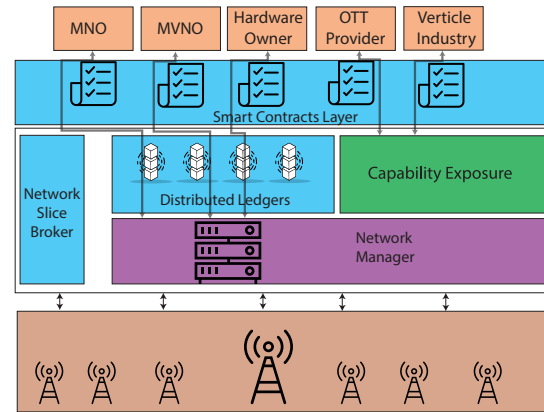 MNO
MVNO
Hardware
Owner
OTT
Provider
Verticle
Industry
Smart Contracts Layer
Network
Slice
Broker
Distributed Ledgers
Capability Exposure
Network
Manager